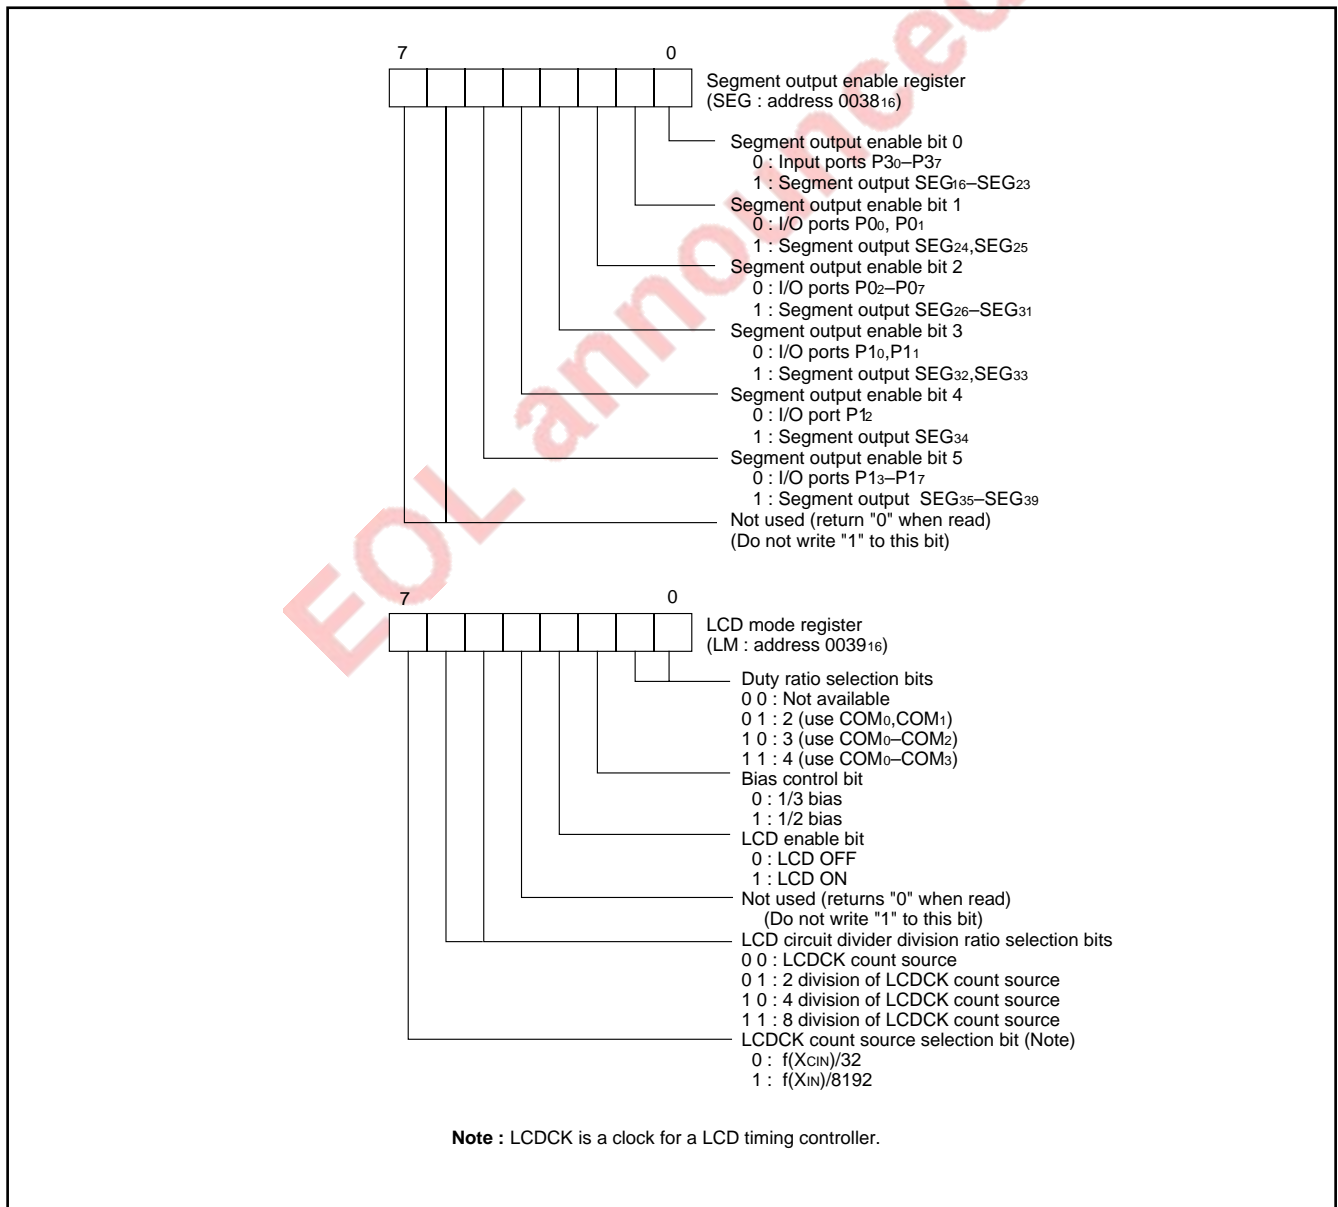 EOL announced
7 0
Segment output enable register
(SEG : address 003816)
Segment output enable bit 0
0 : Input ports P30–P37
1 : Segment output SEG16–SEG23
Segment output enable bit 1
0 : I/O ports P00, P01
1 : Segment output SEG24,SEG25
Segment output enable bit 2
0 : I/O ports P02–P07
1 : Segment output SEG26–SEG31
Segment output enable bit 3
0 : I/O ports P10,P11
1 : Segment output SEG32,SEG33
Segment output enable bit 4
0 : I/O port P12
1 : Segment output SEG34
Segment output enable bit 5
0 : I/O ports P13–P17
1 : Segment output SEG35–SEG39
Not used (return "0" when read)
(Do not write "1" to this bit)
7 0
LCD mode register
(LM : address 003916)
Duty ratio selection bits
0 0 : Not available
0 1 : 2 (use COM0,COM1)
1 0 : 3 (use COM0–COM2)
1 1 : 4 (use COM0–COM3)
Bias control bit
0 : 1/3 bias
1 : 1/2 bias
LCD enable bit
0 : LCD OFF
1 : LCD ON
Not used (returns "0" when read)
(Do not write "1" to this bit)
LCD circuit divider division ratio selection bits
0 0 : LCDCK count source
0 1 : 2 division of LCDCK count source
1 0 : 4 division of LCDCK count source
1 1 : 8 division of LCDCK count source
LCDCK count source selection bit (Note)
0 : f(XCIN)/32
1 : f(XIN)/8192
Note : LCDCK is a clock for a LCD timing controller.